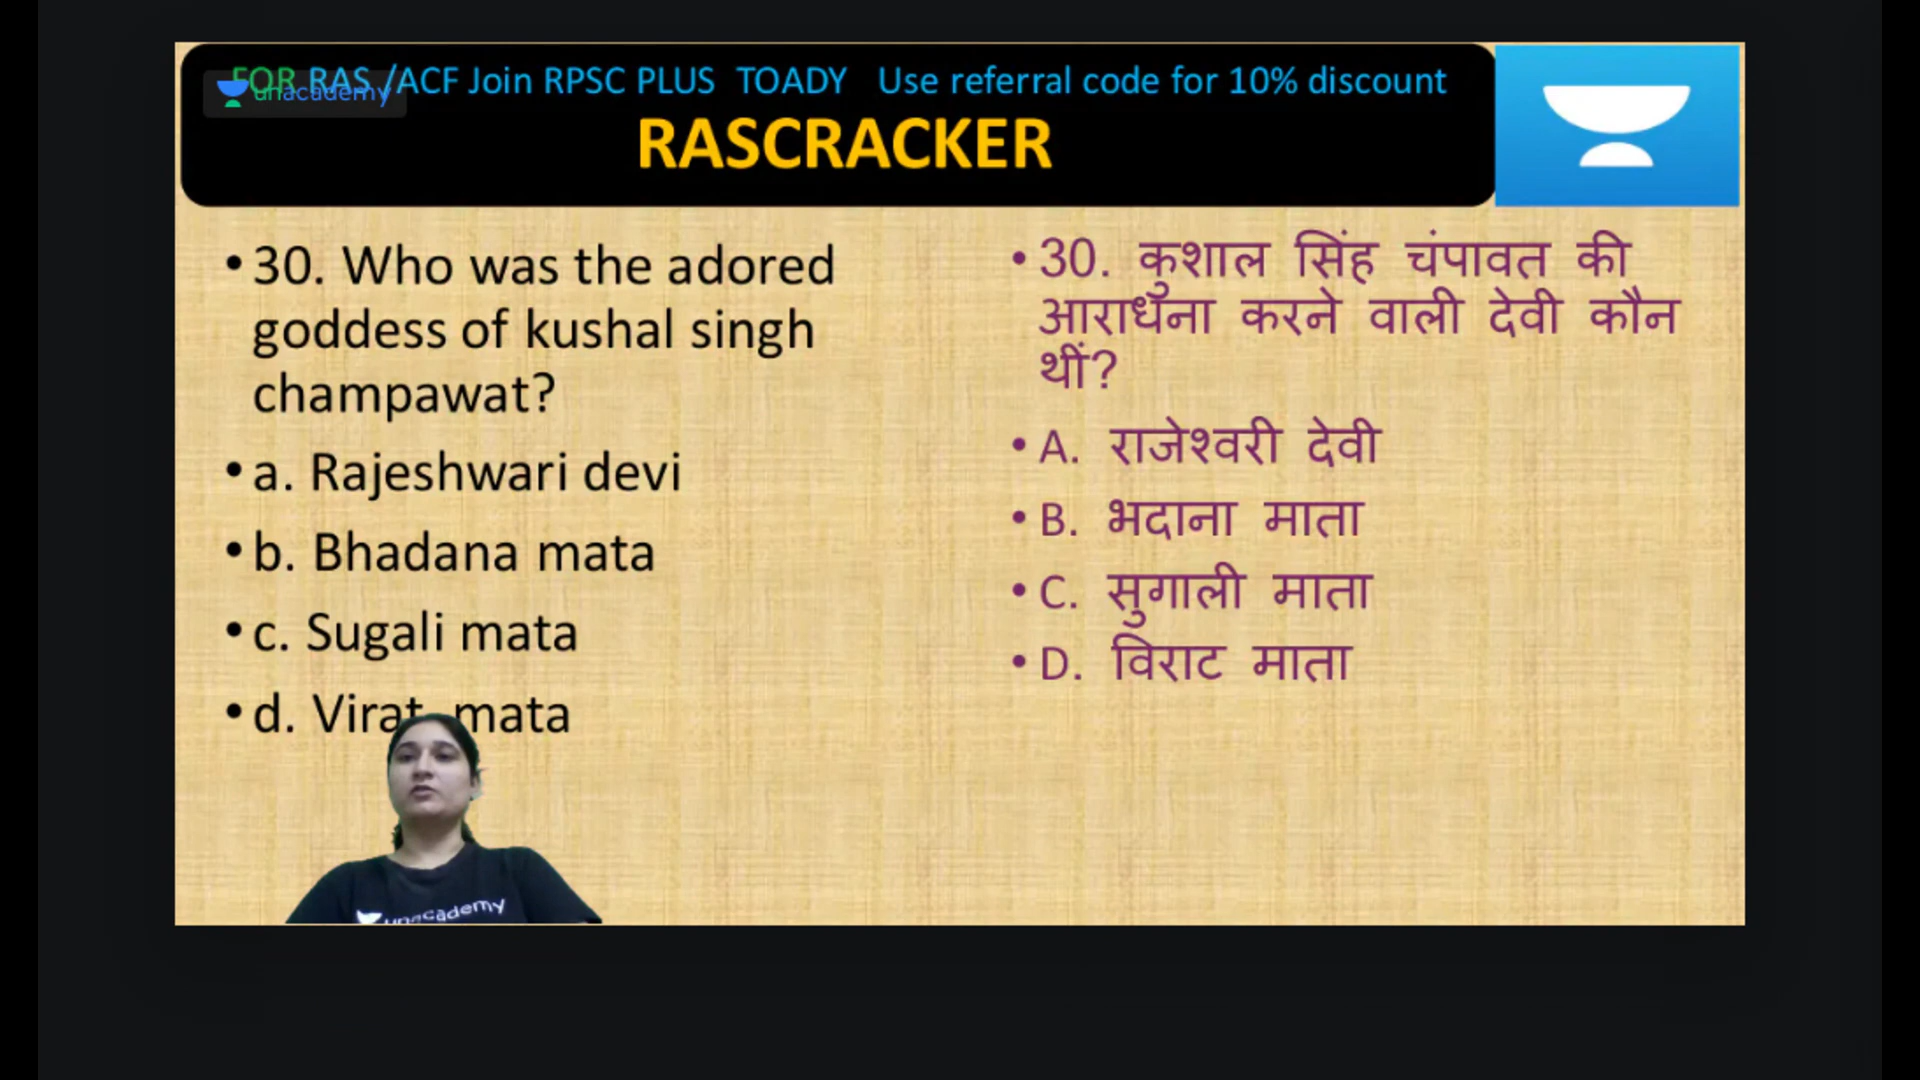 FOR RAS /ACF Join RPSC PLUS TOADY Use referral code for 10% discount
unacademy
RASCRACKER
• 30. Who was the adored
goddess of kushal singh
champawat?
• a. Rajeshwari devi
• b. Bhadana mata
• c. Sugali mata
• d. Virat mata
• 30. कुशाल सिंह चंपावत की
आराधना करने वाली देवी कौन
थीं?
• A. राजेश्वरी देवी
• B. भदाना माता
• C. सुगाली माता
• D. विराट माता
unacademy